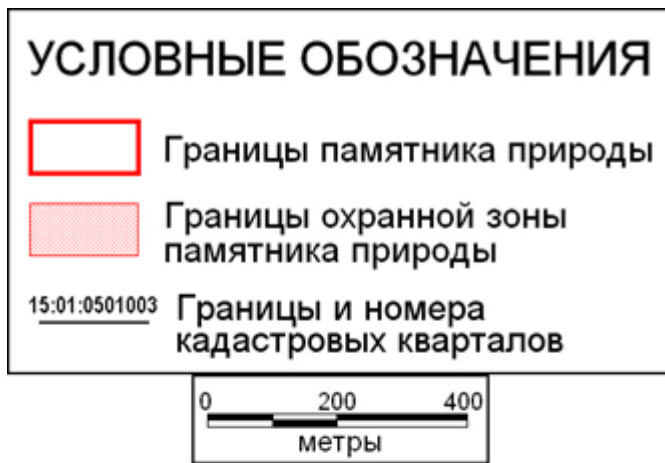 УСЛОВНЫЕ ОБОЗНАЧЕНИЯ
Границы памятника природы
Границы охранной зоны
памятника природы
15:01:0501003 Границы и номера
кадастровых кварталов
0 200 400
метры